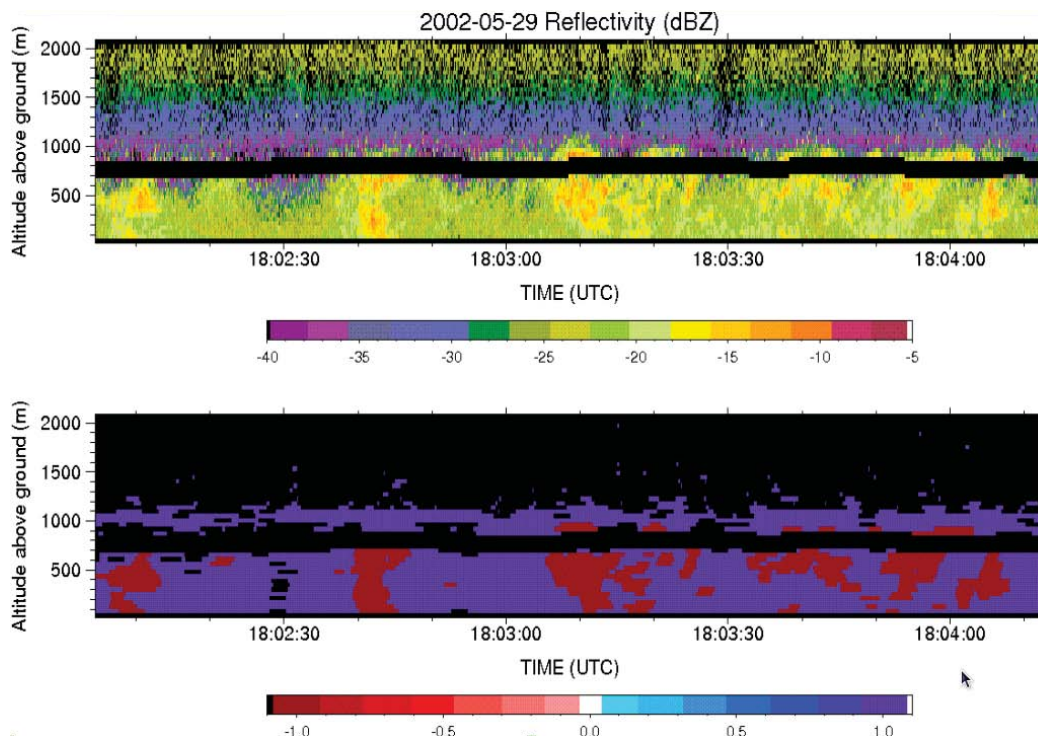 2002-05-29 Reflectivity (dBZ)
Altitude above ground (m)
2000
1500
1000
500
18:02:30 18:03:00 18:03:30 18:04:00
TIME (UTC)
-40 -35 -30 -25 -20 -15 -10 -5
Altitude above ground (m)
2000
1500
1000
500
18:02:30 18:03:00 18:03:30 18:04:00
TIME (UTC)
-1.0 -0.5 0.0 0.5 1.0